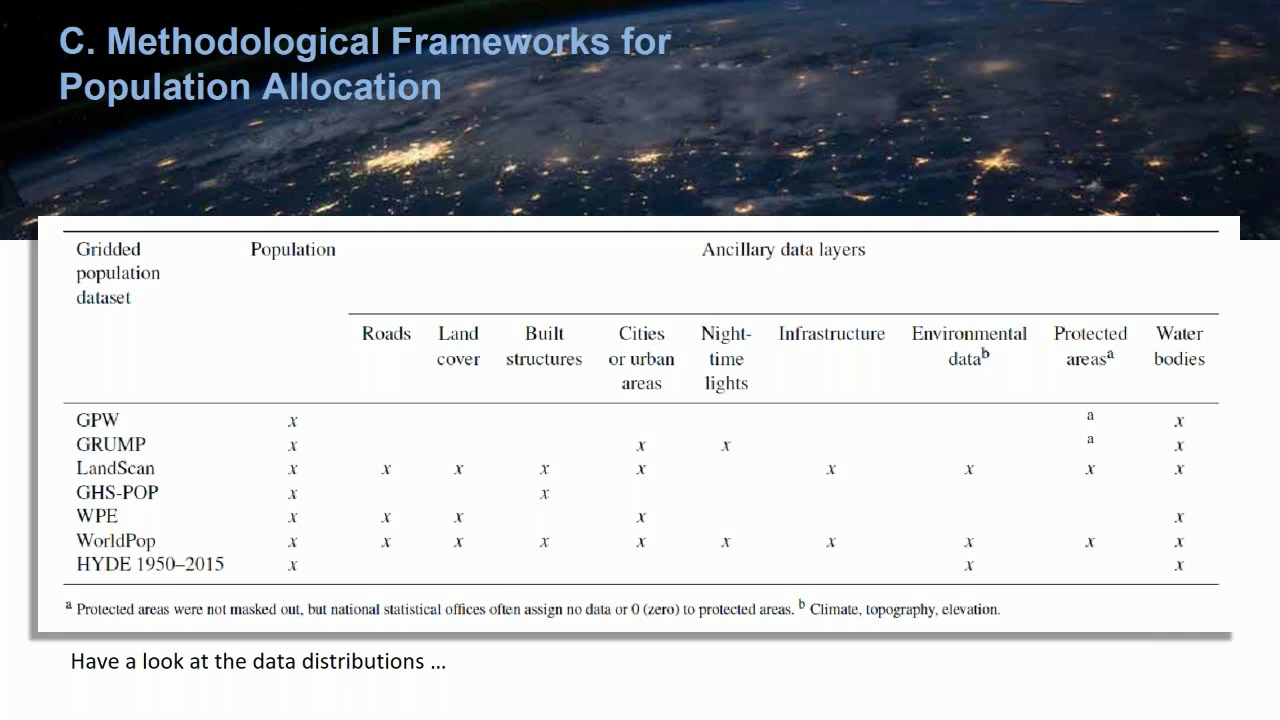 C. Methodological Frameworks for
Population Allocation
Gridded population dataset Population Ancillary data layers
Roads Land cover Built structures Cities or urban areas Night-time lights Infrastructure Environmental data^b Protected areas^a Water bodies
GPW x a x
GRUMP x x x a x
LandScan x x x x x x x x x
GHS-POP x x
WPE x x x x x
WorldPop x x x x x x x x x x
HYDE 1950–2015 x x x
^a Protected areas were not masked out, but national statistical offices often assign no data or 0 (zero) to protected areas. ^b Climate, topography, elevation.
Have a look at the data distributions ...